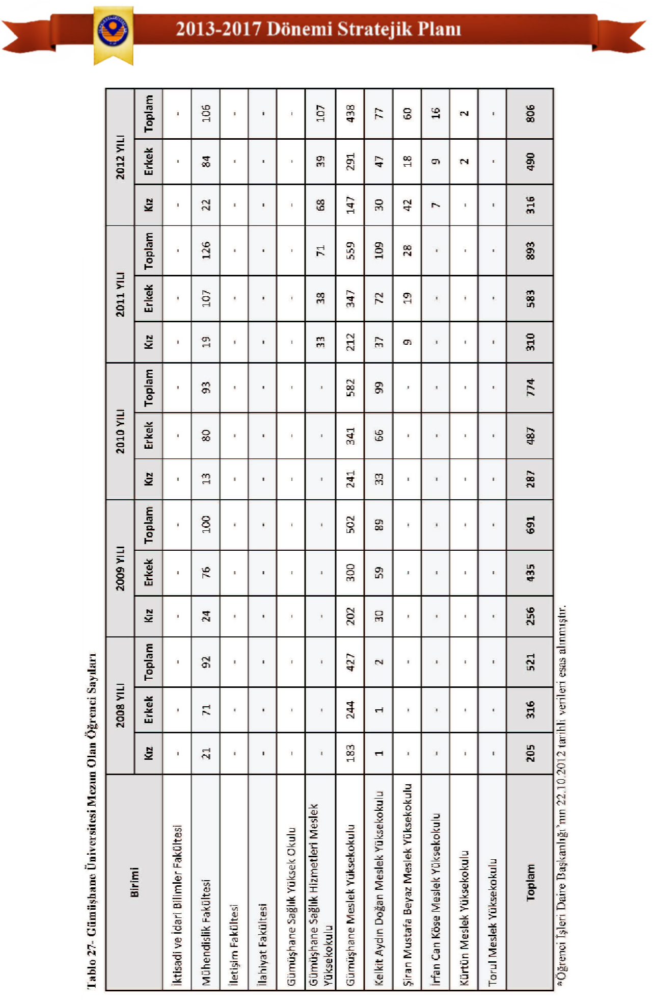 2013-2017 Dönemi Stratejik Planı
Tablo 27- Gümüşhane Üniversitesi Mezun Olan Öğrenci Sayıları
Birimi 2008 YILI 2009 YILI 2010 YILI 2011 YILI 2012 YILI
Kız Erkek Toplam Kız Erkek Toplam Kız Erkek Toplam Kız Erkek Toplam Kız Erkek Toplam
İktisadi ve İdari Bilimler Fakültesi - - - - - - - - - - - - - - -
Mühendislik Fakültesi 21 71 92 24 76 100 13 80 93 19 107 126 22 84 106
İletişim Fakültesi - - - - - - - - - - - - - - -
İlahiyat Fakültesi - - - - - - - - - - - - - - -
Gümüşhane Sağlık Yüksek Okulu - - - - - - - - - - - - - - -
Gümüşhane Sağlık Hizmetleri Meslek
Yüksekokulu - - - - - - - - - 33 38 71 68 39 107
Gümüşhane Meslek Yüksekokulu 183 244 427 202 300 502 241 341 582 212 347 559 147 291 438
Kelkit Aydın Doğan Meslek Yüksekokulu 1 1 2 30 59 89 33 66 99 37 72 109 30 47 77
Şiran Mustafa Beyaz Meslek Yüksekokulu - - - - - - - - - 9 19 28 42 18 60
İrfan Can Köse Meslek Yüksekokulu - - - - - - - - - - - - 7 9 16
Kürtün Meslek Yüksekokulu - - - - - - - - - - - - - 2 2
Torul Meslek Yüksekokulu - - - - - - - - - - - - - - -
Toplam 205 316 521 256 435 691 287 487 774 310 583 893 316 490 806
*Öğrenci İşleri Daire Başkanlığı'nın 22.10.2012 tarihli verileri esas alınmıştır.